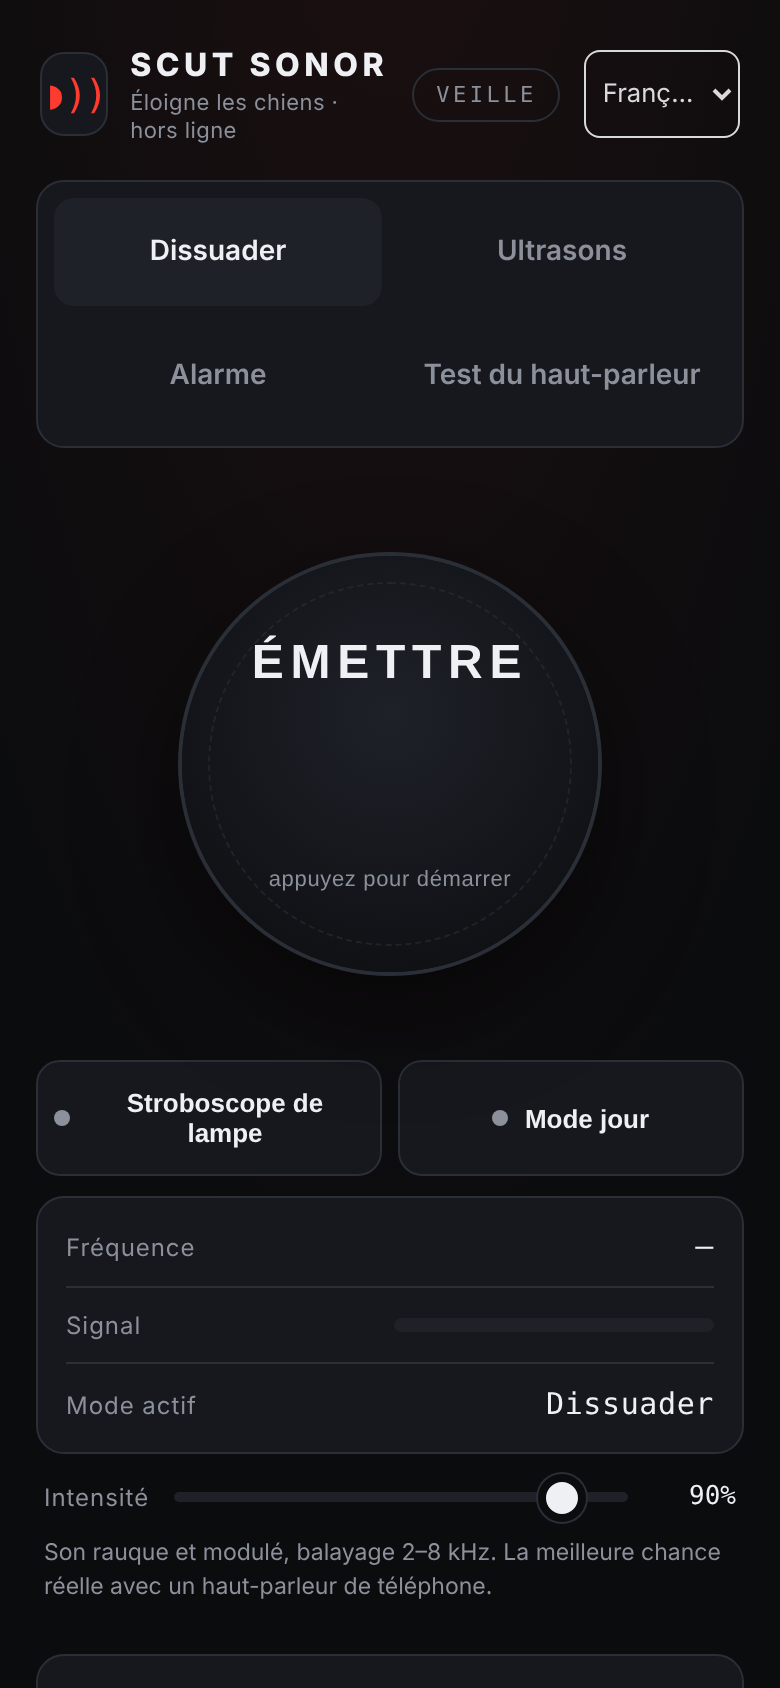 SCUT SONOR
Éloigne les chiens ·
hors ligne
VEILLE
Franç...
Dissuader
Ultrasons
Alarme
Test du haut-parleur
ÉMETTRE
appuyez pour démarrer
Stroboscope de
lampe
Mode jour
Fréquence
—
Signal
Mode actif
Dissuader
Intensité
90%
Son rauque et modulé, balayage 2–8 kHz. La meilleure chance
réelle avec un haut-parleur de téléphone.